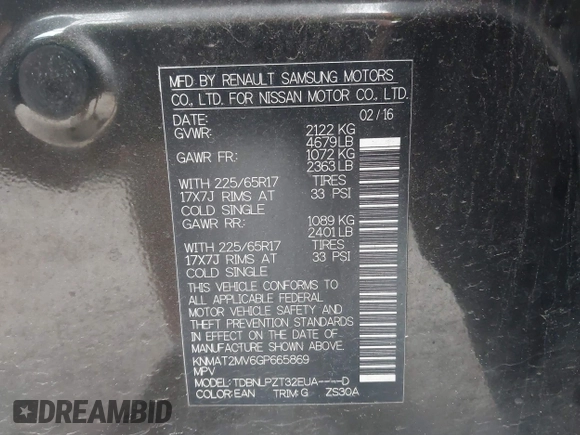 MFD BY RENAULT SAMSUNG MOTORS
CO., LTD. FOR NISSAN MOTOR CO., LTD.
DATE: 02/16
GVWR: 2122 KG
4679 LB
GAWR FR: 1072 KG
2363 LB
WITH 225/65R17 TIRES
17X7J RIMS AT 33 PSI
COLD SINGLE
GAWR RR: 1089 KG
2401 LB
WITH 225/65R17 TIRES
17X7J RIMS AT 33 PSI
COLD SINGLE
THIS VEHICLE CONFORMS TO
ALL APPLICABLE FEDERAL
MOTOR VEHICLE SAFETY AND
THEFT PREVENTION STANDARDS
IN EFFECT ON THE DATE OF
MANUFACTURE SHOWN ABOVE.
KNMAT2MV6GP665869
MPV
MODEL: TDBNLPZT32EUA----D
COLOR: EAN TRIM: G ZS30A
EASYAUDIT